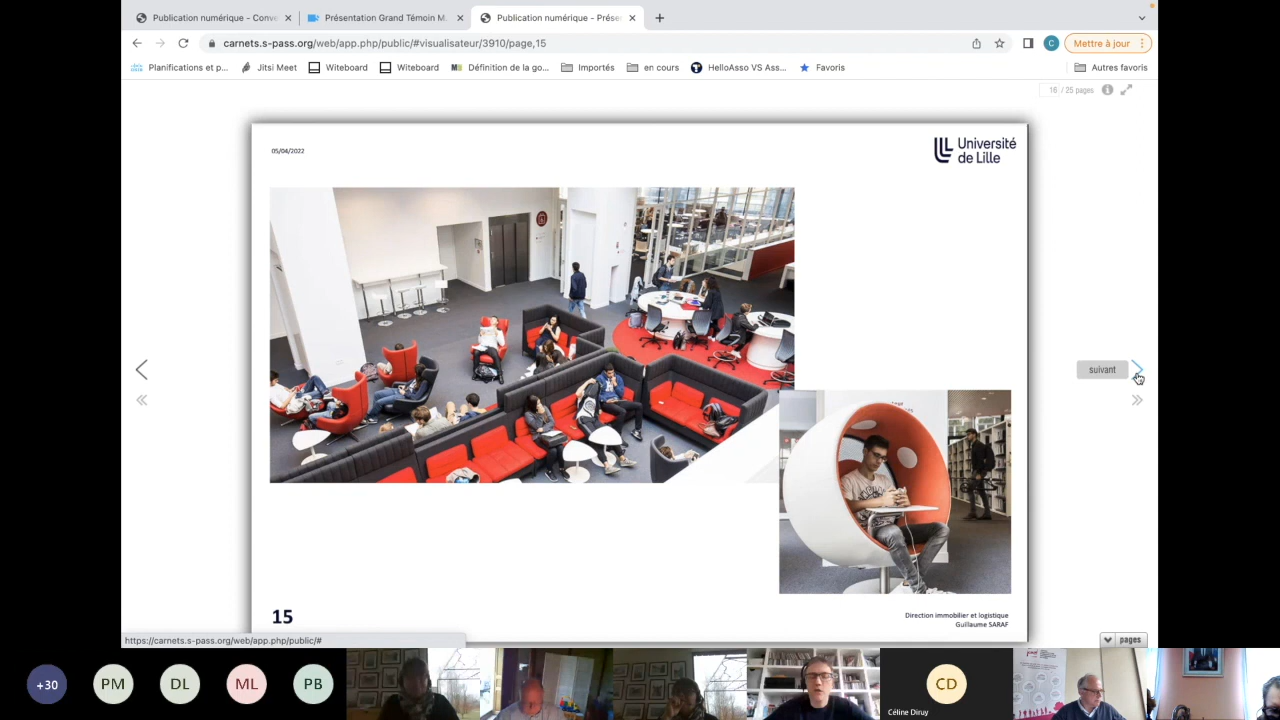 Publication numérique - Conve
Présentation Grand Témoin M.
Publication numérique - Prése
carnets.s-pass.org/web/app.php/public/#visualisateur/3910/page,15
C
Mettre à jour
Planifications et p...
Jitsi Meet
Witeboard
Witeboard
Définition de la go...
Importés
en cours
HelloAsso VS Ass...
Favoris
Autres favoris
16 / 25 pages
05/04/2022
Université
de Lille
suivant
15
Direction immobilier et logistique
Guillaume SARAF
https://carnets.s-pass.org/web/app.php/public/#
pages
+30
PM
DL
ML
PB
CD
Céline Diruy